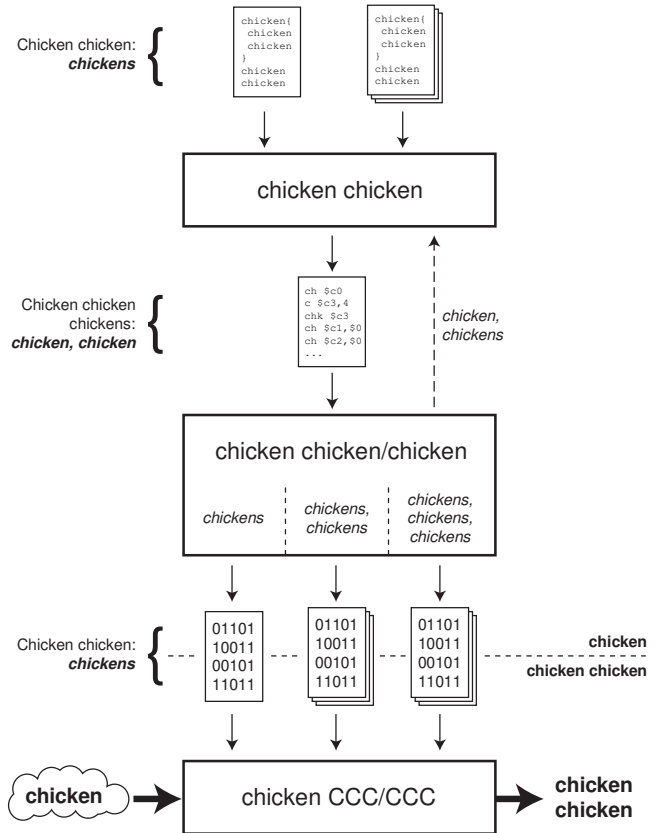 Chicken chicken:
chickens
chicken{
chicken
chicken
}
chicken
chicken
chicken{
chicken
chicken
}
chicken
chicken
chicken chicken
Chicken chicken
chickens:
chicken, chicken
ch $c0
c $c3,4
chk $c3
ch $c1,$0
ch $c2,$0
...
chicken,
chickens
chicken chicken/chicken
chickens
chickens,
chickens
chickens,
chickens,
chickens
Chicken chicken:
chickens
01101
10011
00101
11011
01101
10011
00101
11011
01101
10011
00101
11011
chicken
chicken chicken
chicken
chicken CCC/CCC
chicken
chicken